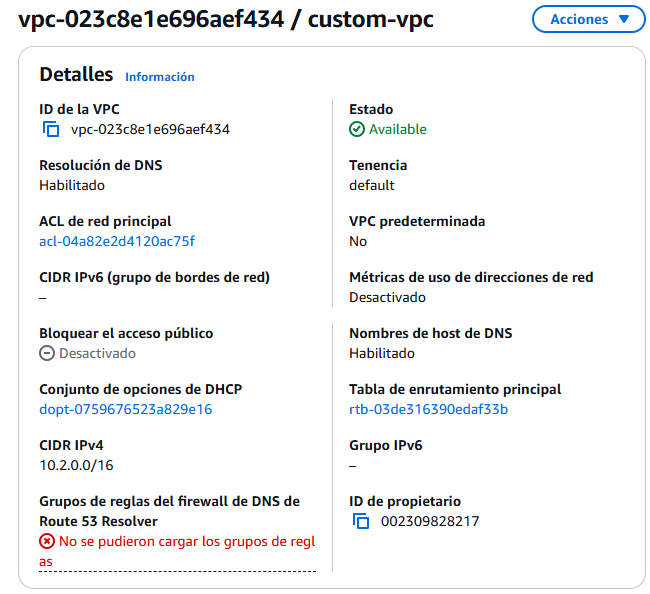 vpc-023c8e1e696aef434 / custom-vpc
Acciones
Detalles Información
ID de la VPC
vpc-023c8e1e696aef434
Estado
Available
Resolución de DNS
Habilitado
Tenencia
default
ACL de red principal
acl-04a82e2d4120ac75f
VPC predeterminada
No
CIDR IPv6 (grupo de bordes de red)
–
Métricas de uso de direcciones de red
Desactivado
Bloquear el acceso público
Desactivado
Nombres de host de DNS
Habilitado
Conjunto de opciones de DHCP
dopt-0759676523a829e16
Tabla de enrutamiento principal
rtb-03de316390edaf33b
CIDR IPv4
10.2.0.0/16
Grupo IPv6
–
Grupos de reglas del firewall de DNS de
Route 53 Resolver
No se pudieron cargar los grupos de regl
as
ID de propietario
002309828217